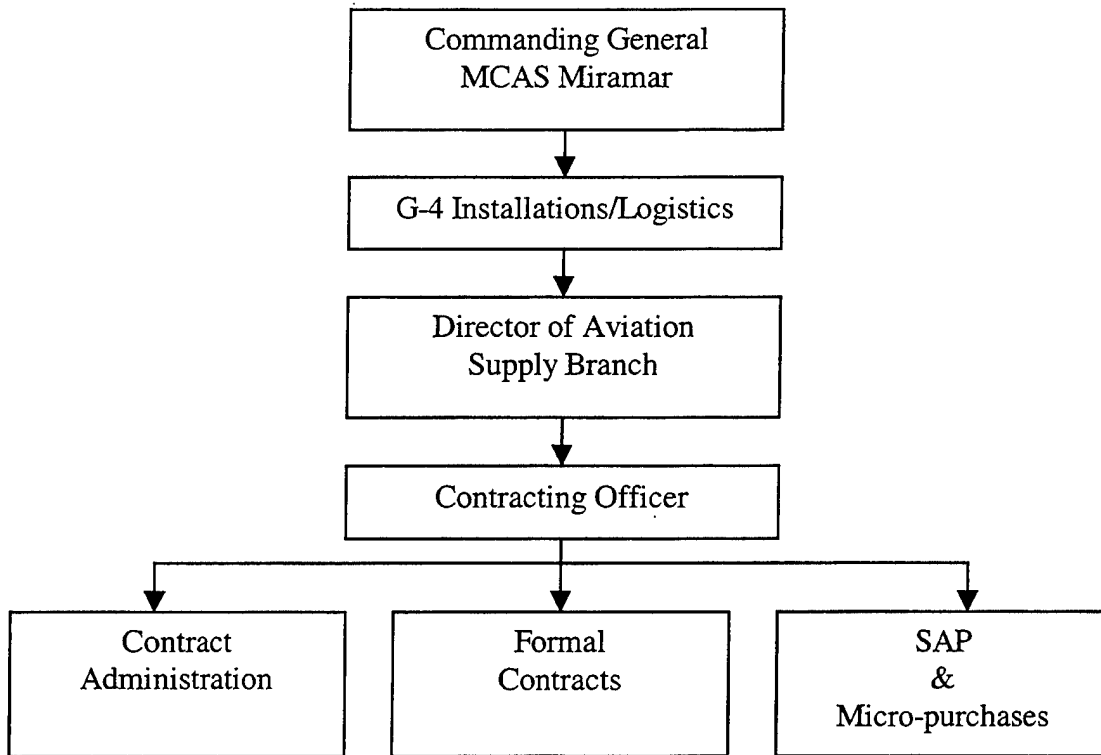 Commanding General
MCAS Miramar
G-4 Installations/Logistics
Director of Aviation
Supply Branch
Contracting Officer
Contract
Administration
Formal
Contracts
SAP
&
Micro-purchases